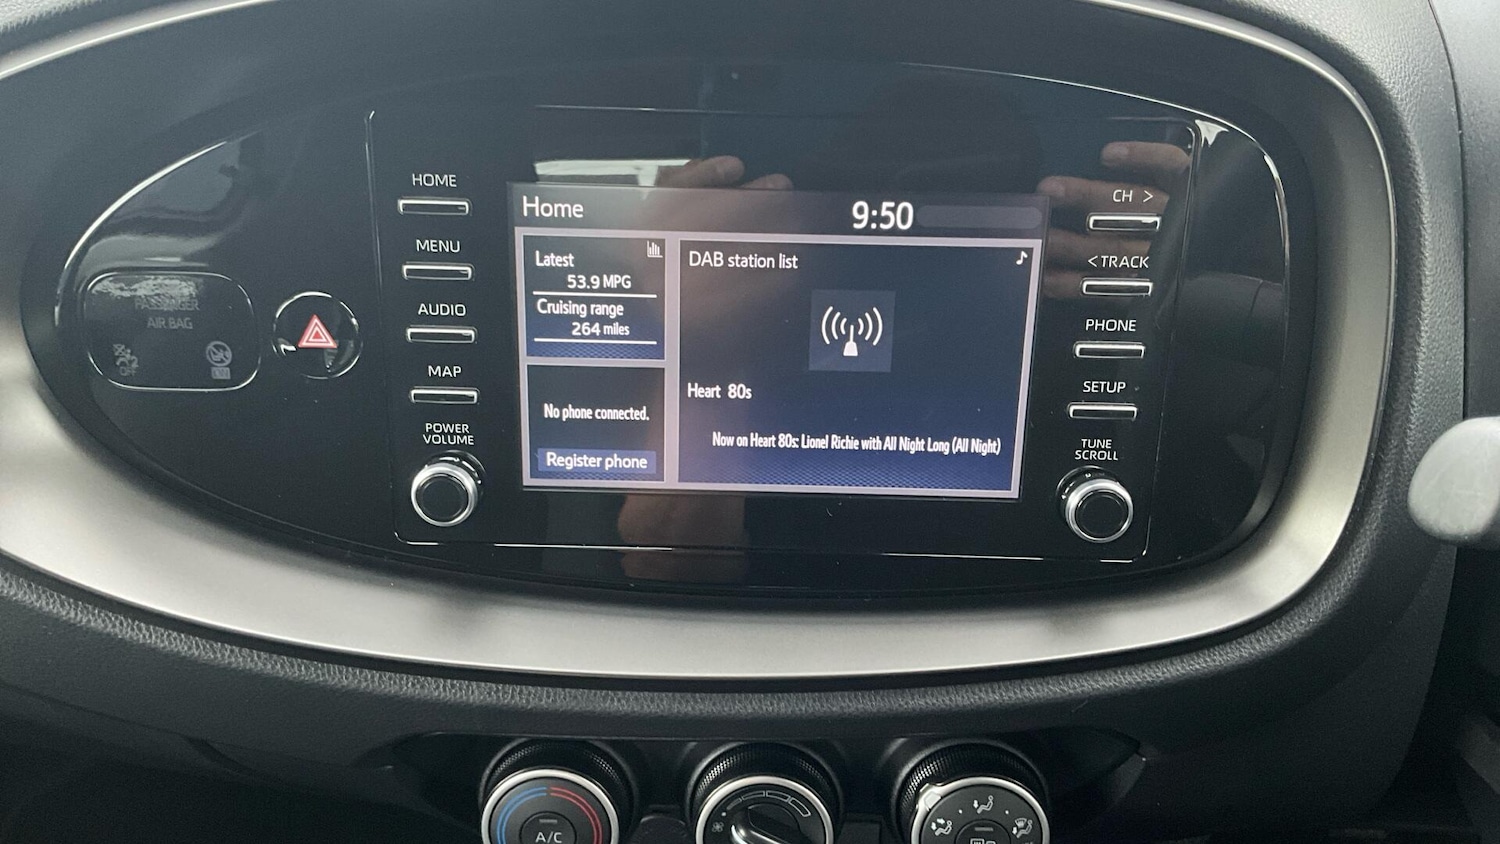 HOME
MENU
AUDIO
MAP
POWER
VOLUME
PASSENGER
AIR BAG
OFF
Home
9:50
Latest
53.9 MPG
Cruising range
264 miles
No phone connected.
Register phone
DAB station list
Heart 80s
Now on Heart 80s: Lionel Richie with All Night Long (All Night)
CH >
< TRACK
PHONE
SETUP
TUNE
SCROLL
A/C